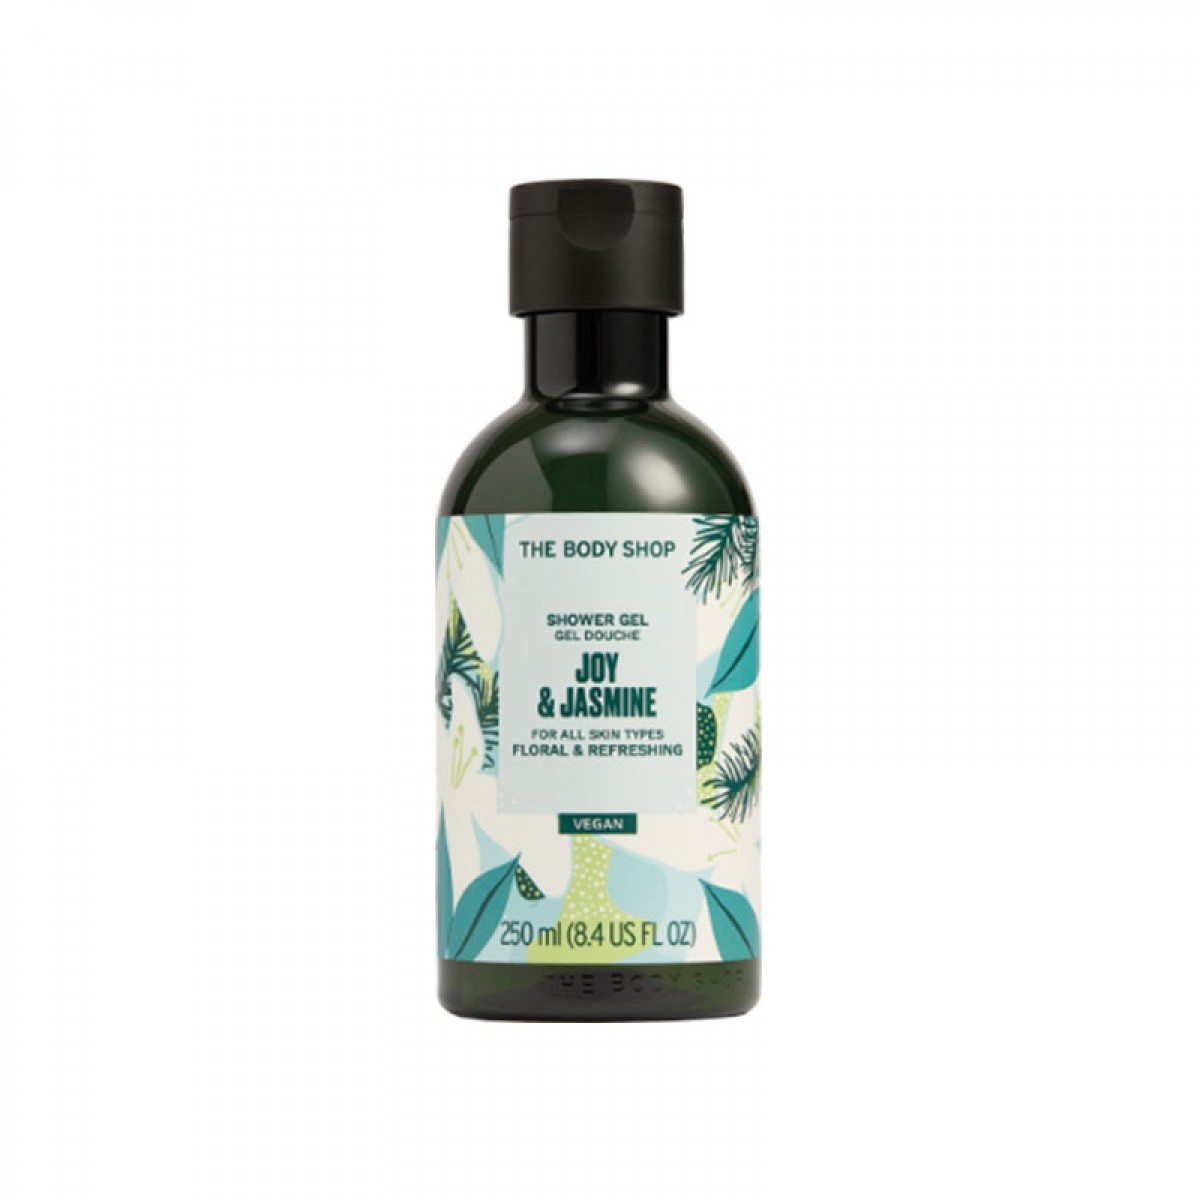 THE BODY SHOP
SHOWER GEL
GEL DOUCHE
JOY
& JASMINE
FOR ALL SKIN TYPES
FLORAL & REFRESHING
VEGAN
250 ml (8.4 US FL OZ)
THE BODY SHOP